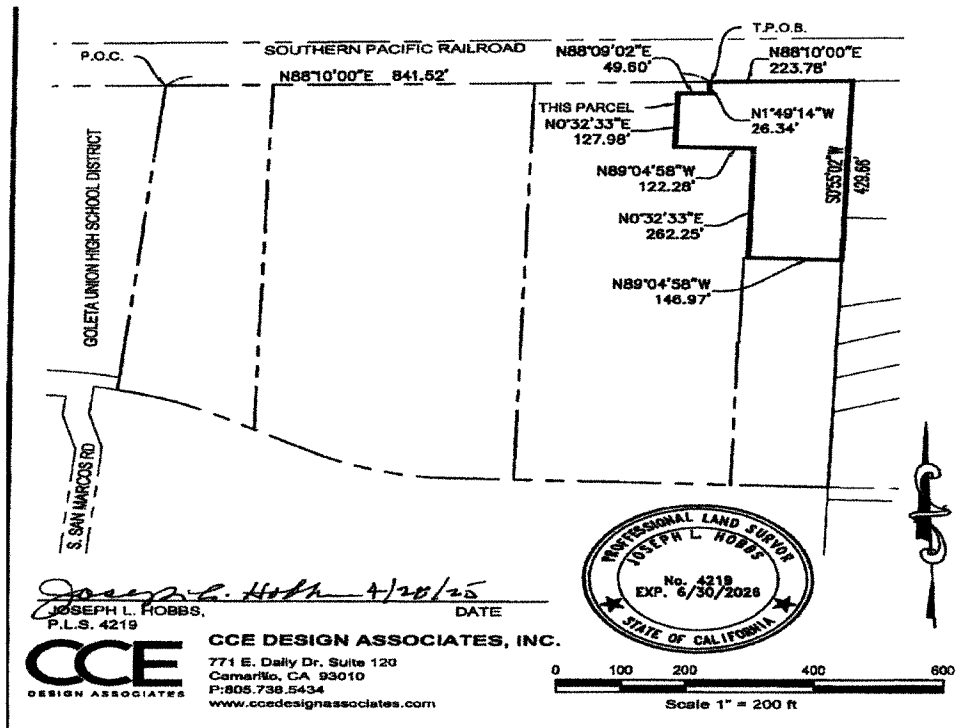 T.P.O.B.
P.O.C.
SOUTHERN PACIFIC RAILROAD
N88°09'02"E
49.60'
N88°10'00"E
223.78'
N88°10'00"E 841.52'
THIS PARCEL
N0°32'33"E
127.98'
N1°49'14"W
26.34'
S0°55'02"W
429.66'
N89°04'58"W
122.28'
GOLETA UNION HIGH SCHOOL DISTRICT
N0°32'33"E
262.25'
N89°04'58"W
146.97'
S. SAN MARCOS RD
PROFFESSIONAL LAND SURVOR
JOSEPH L. HOBBS
No. 4219
EXP. 6/30/2026
STATE OF CALIFORNIA
Joseph L. Hobbs 4/28/25
JOSEPH L. HOBBS, DATE
P.L.S. 4219
CCE
DESIGN ASSOCIATES
CCE DESIGN ASSOCIATES, INC.
771 E. Daily Dr. Suite 120
Camarillo, CA 93010
P:805.738.5434
www.ccedesignassociates.com
0 100 200 400 600
Scale 1" = 200 ft